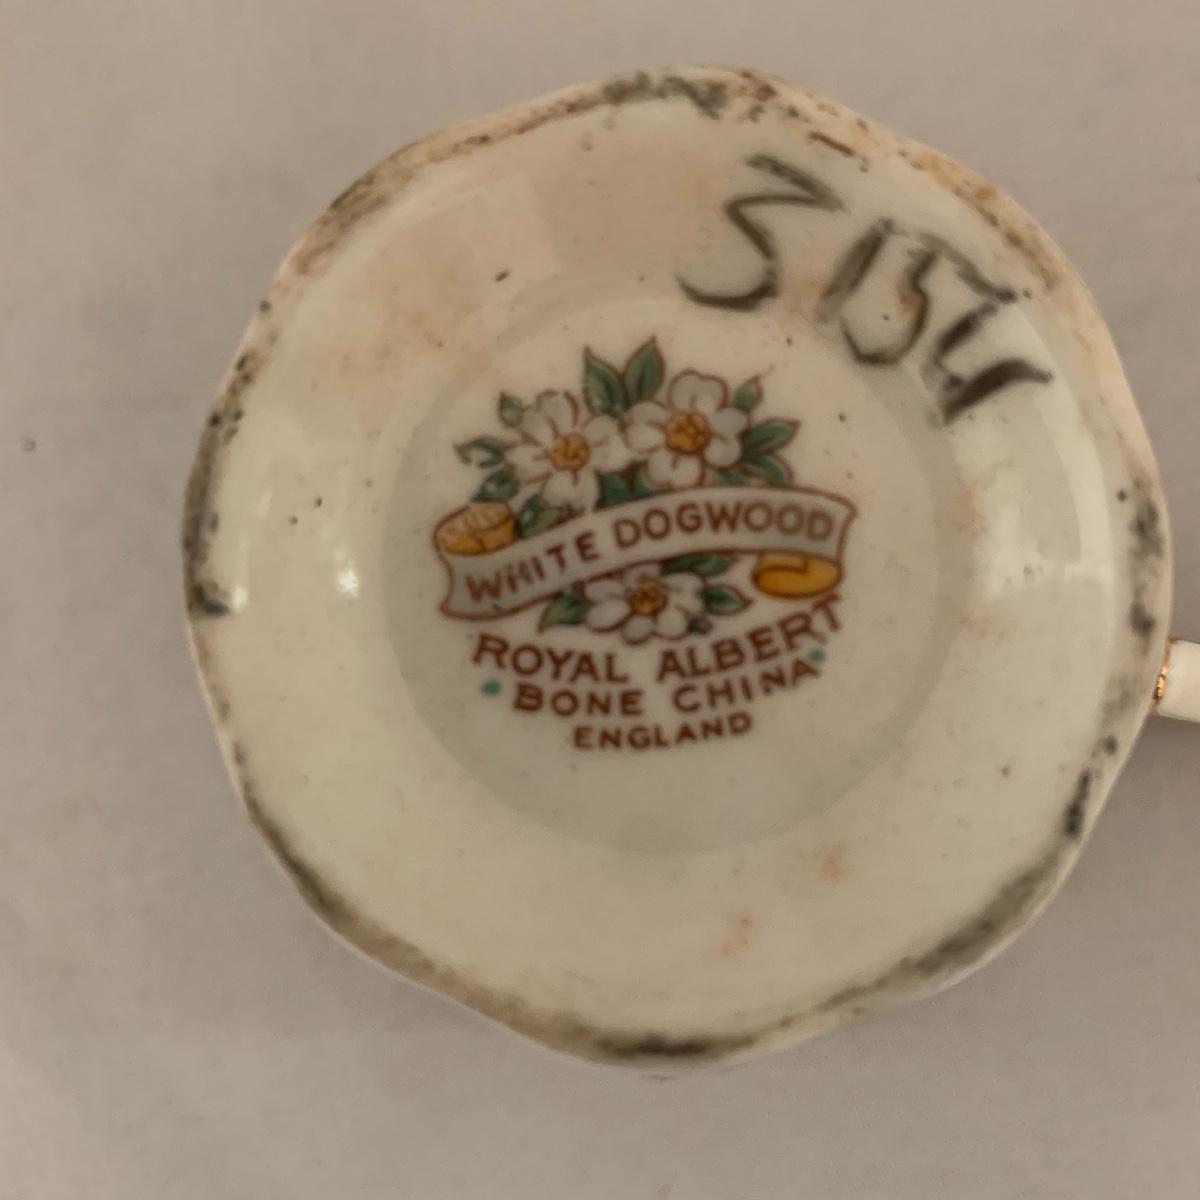 3154
WHITE DOGWOOD
ROYAL ALBERT
BONE CHINA
ENGLAND